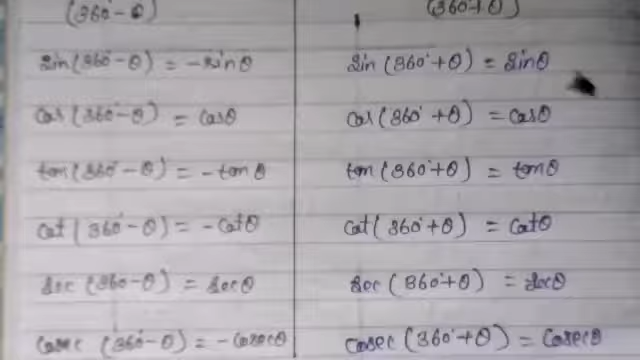 (360°-θ)
sin(360°-θ) = -sinθ
cos(360°-θ) = cosθ
tan(360°-θ) = -tanθ
cot(360°-θ) = -cotθ
sec(360-θ) = secθ
cosec(360°-θ) = -cosecθ
(360°+θ)
sin(360°+θ) = sinθ
cos(360°+θ) = cosθ
tan(360°+θ) = tanθ
cot(360°+θ) = cotθ
sec(360°+θ) = secθ
cosec(360°+θ) = cosecθ